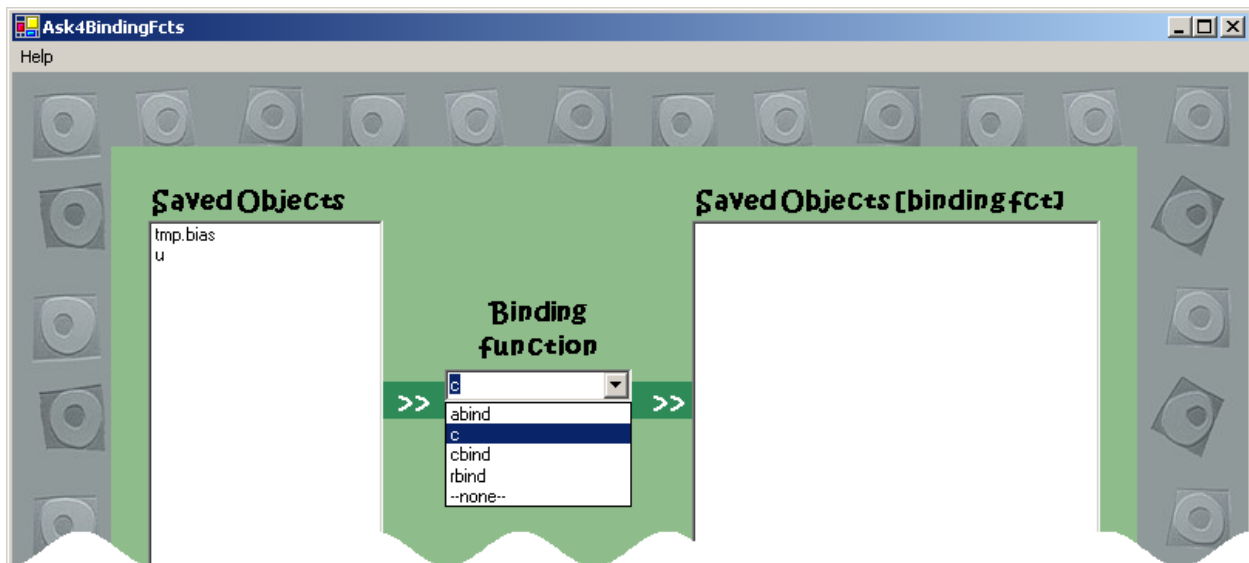 Ask4BindingFcts
Help
Saved Objects
tmp.bias
u
Binding
function
>>
c
>>
abind
c
cbind
rbind
--none--
Saved Objects [binding fct]